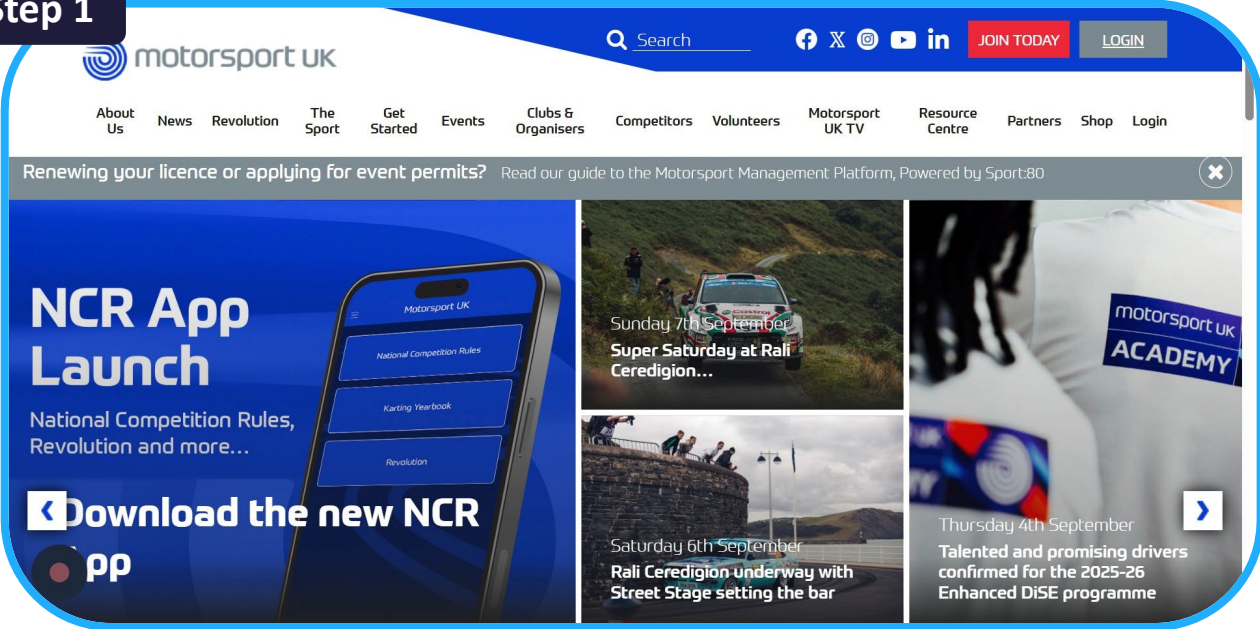 Step 1
motorsport UK
Search
JOIN TODAY
LOGIN
About Us
News
Revolution
The Sport
Get Started
Events
Clubs & Organisers
Competitors
Volunteers
Motorsport UK TV
Resource Centre
Partners
Shop
Login
Renewing your licence or applying for event permits? Read our guide to the Motorsport Management Platform, Powered by Sport:80
NCR App
Launch
National Competition Rules,
Revolution and more...
Download the new NCR
App
Motorsport UK
National Competition Rules
Karting Yearbook
Revolution
Castrol
Sunday 7th September
Super Saturday at Rali
Ceredigion...
Saturday 6th September
Rali Ceredigion underway with
Street Stage setting the bar
motorsport UK
ACADEMY
Thursday 4th September
Talented and promising drivers
confirmed for the 2025-26
Enhanced DiSE programme